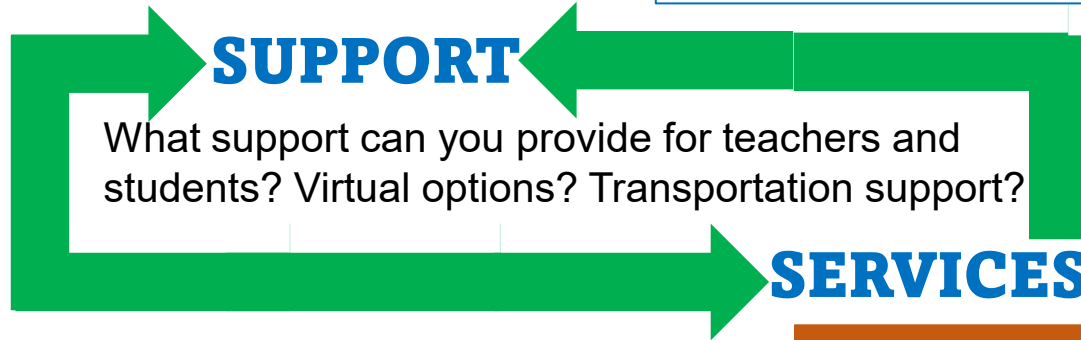 SUPPORT
What support can you provide for teachers and
students? Virtual options? Transportation support?
SERVICES